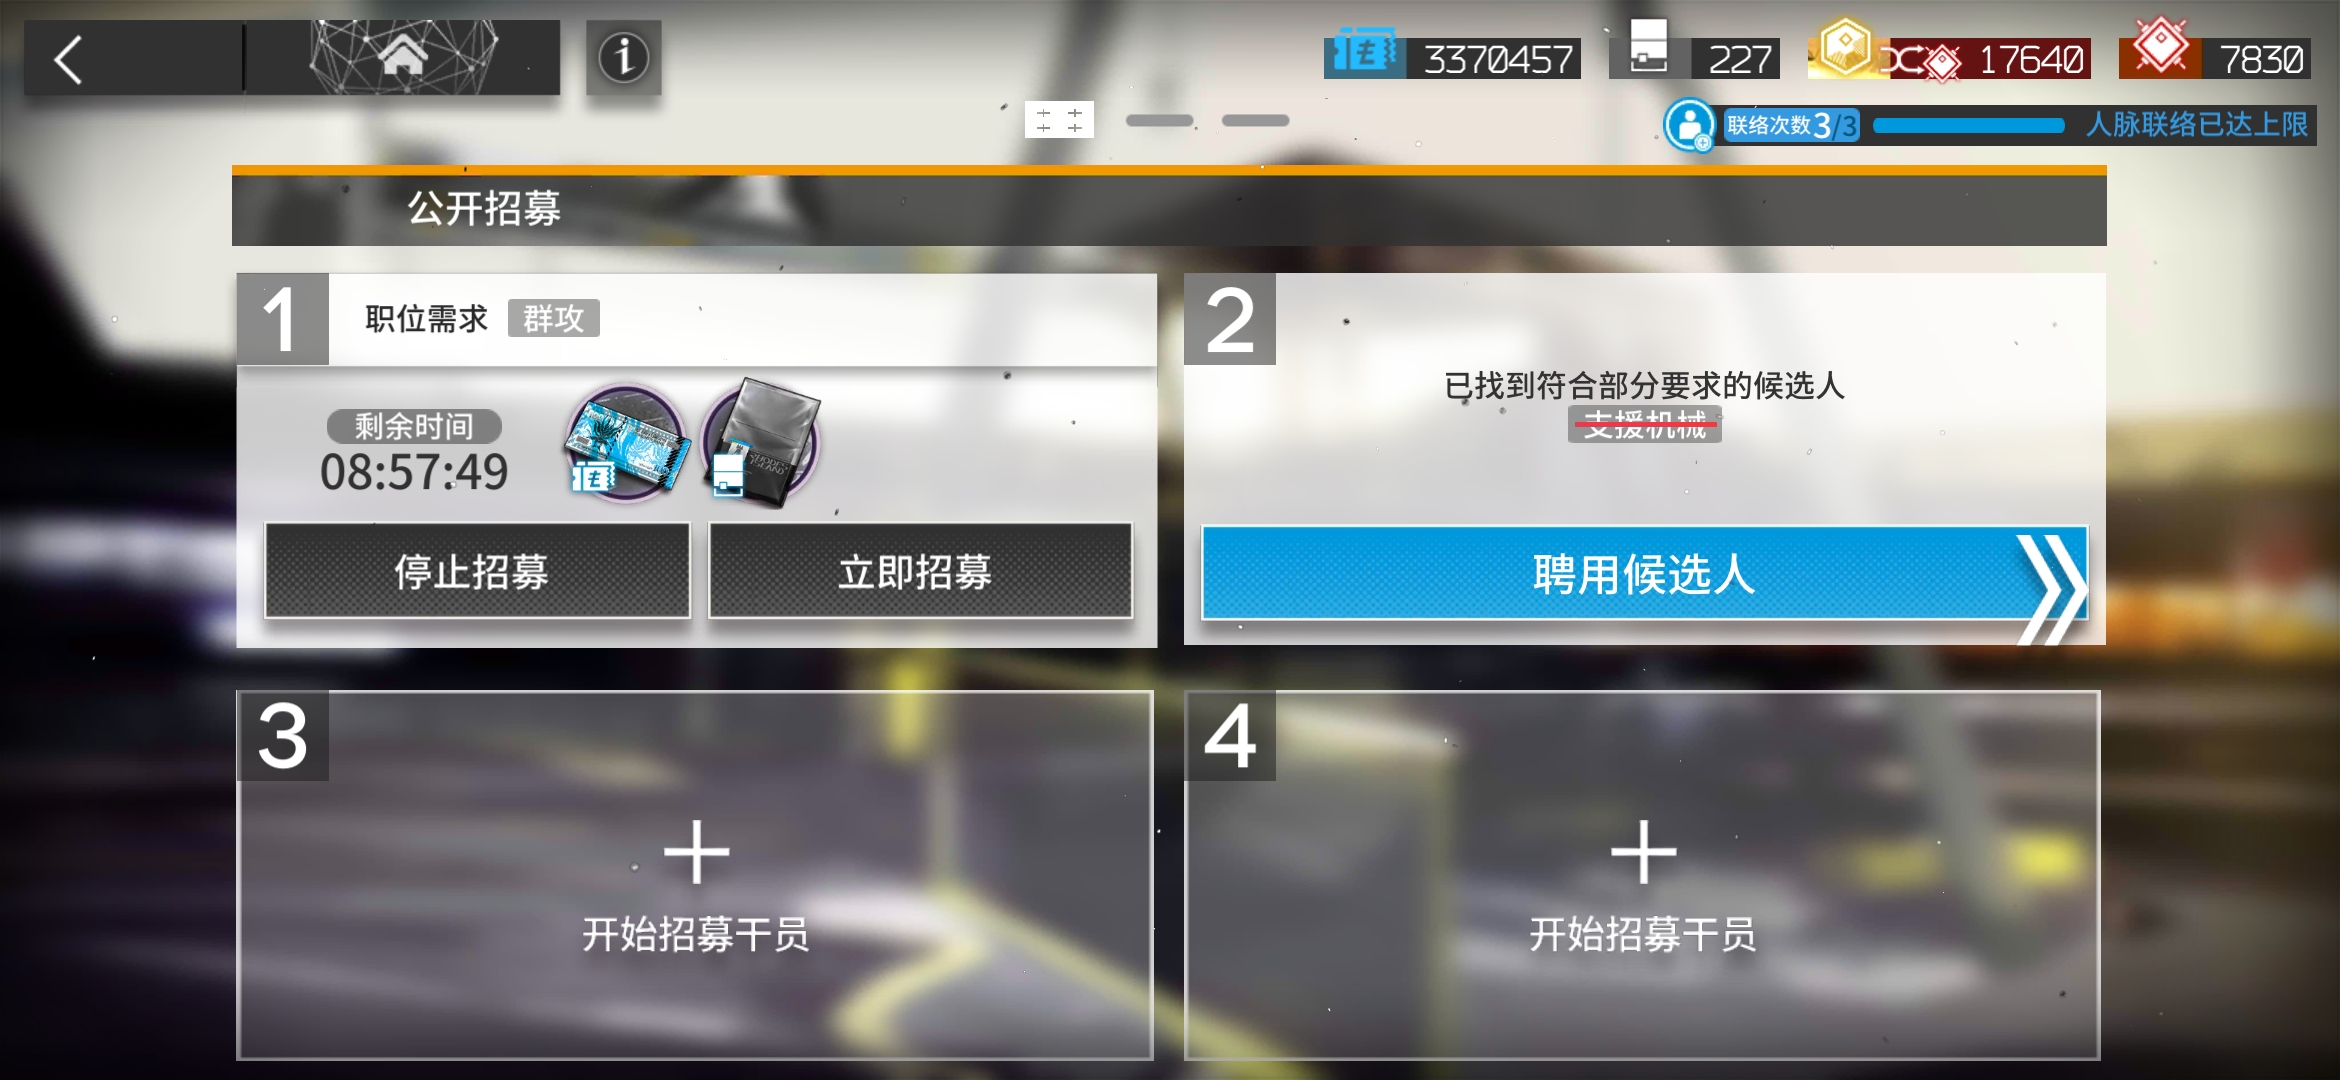 3370457
227
17640
7830
联络次数3/3
人脉联络已达上限
公开招募
1
职位需求
群攻
剩余时间
08:57:49
停止招募
立即招募
2
已找到符合部分要求的候选人
支援机械
聘用候选人
3
开始招募干员
4
开始招募干员